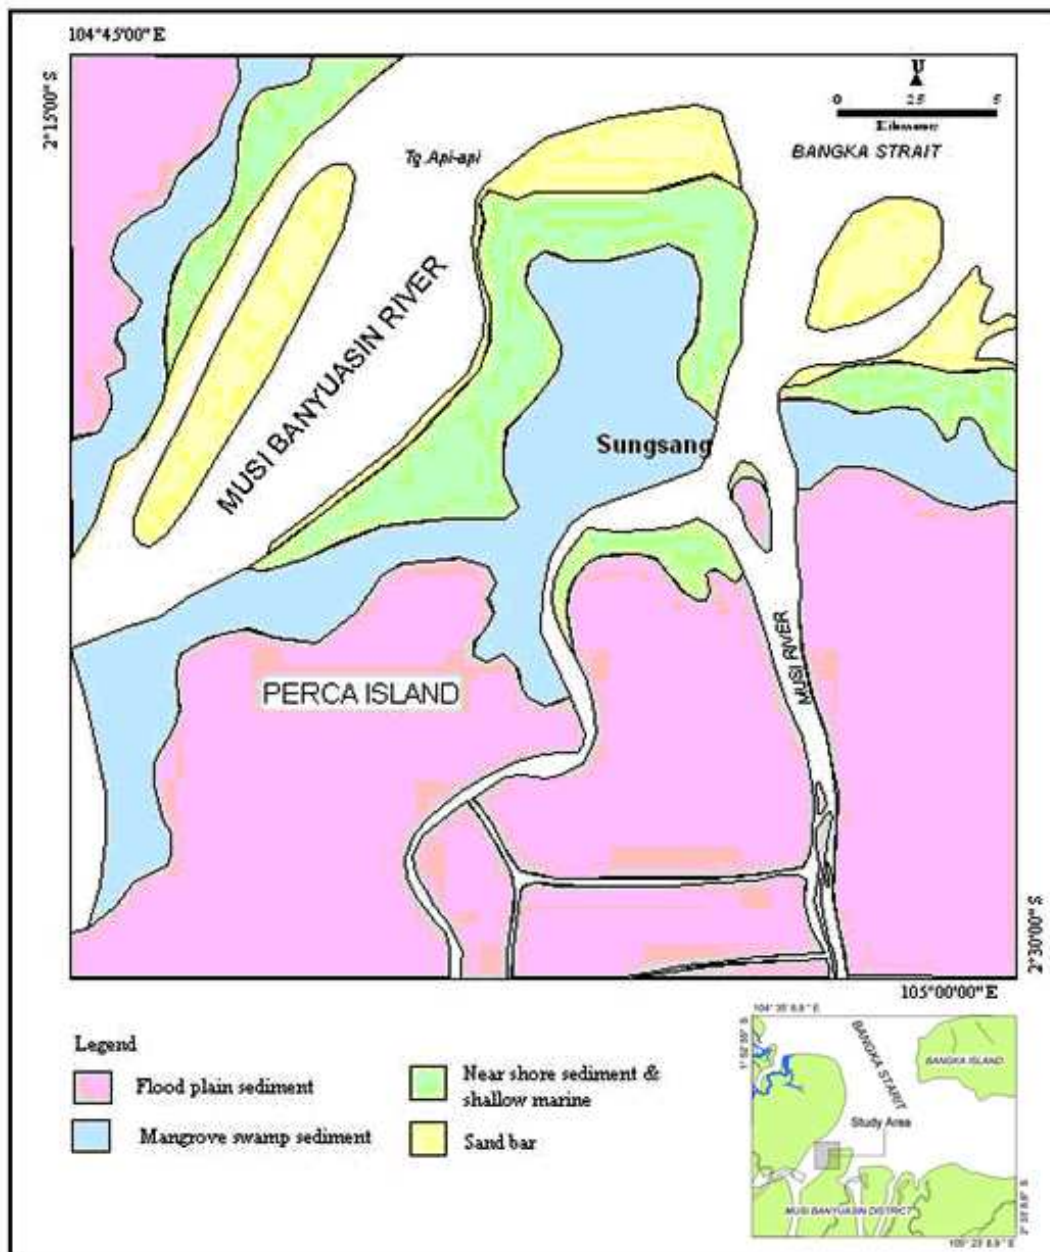 104°45'00" E
2°15'00" S
U
0 2.5 5
Kilometer
BANGKA STRAIT
Tg .Api-api
MUSI BANYUASIN RIVER
Sungsang
MUSI RIVER
PERCA ISLAND
2°30'00" S
105°00'00" E
Legend
Flood plain sediment
Mangrove swamp sediment
Near shore sediment &
shallow marine
Sand bar
BANGKA STARIT
BANGKA ISLAND
Study Area
MUSI BANYUASIN DISTRICT